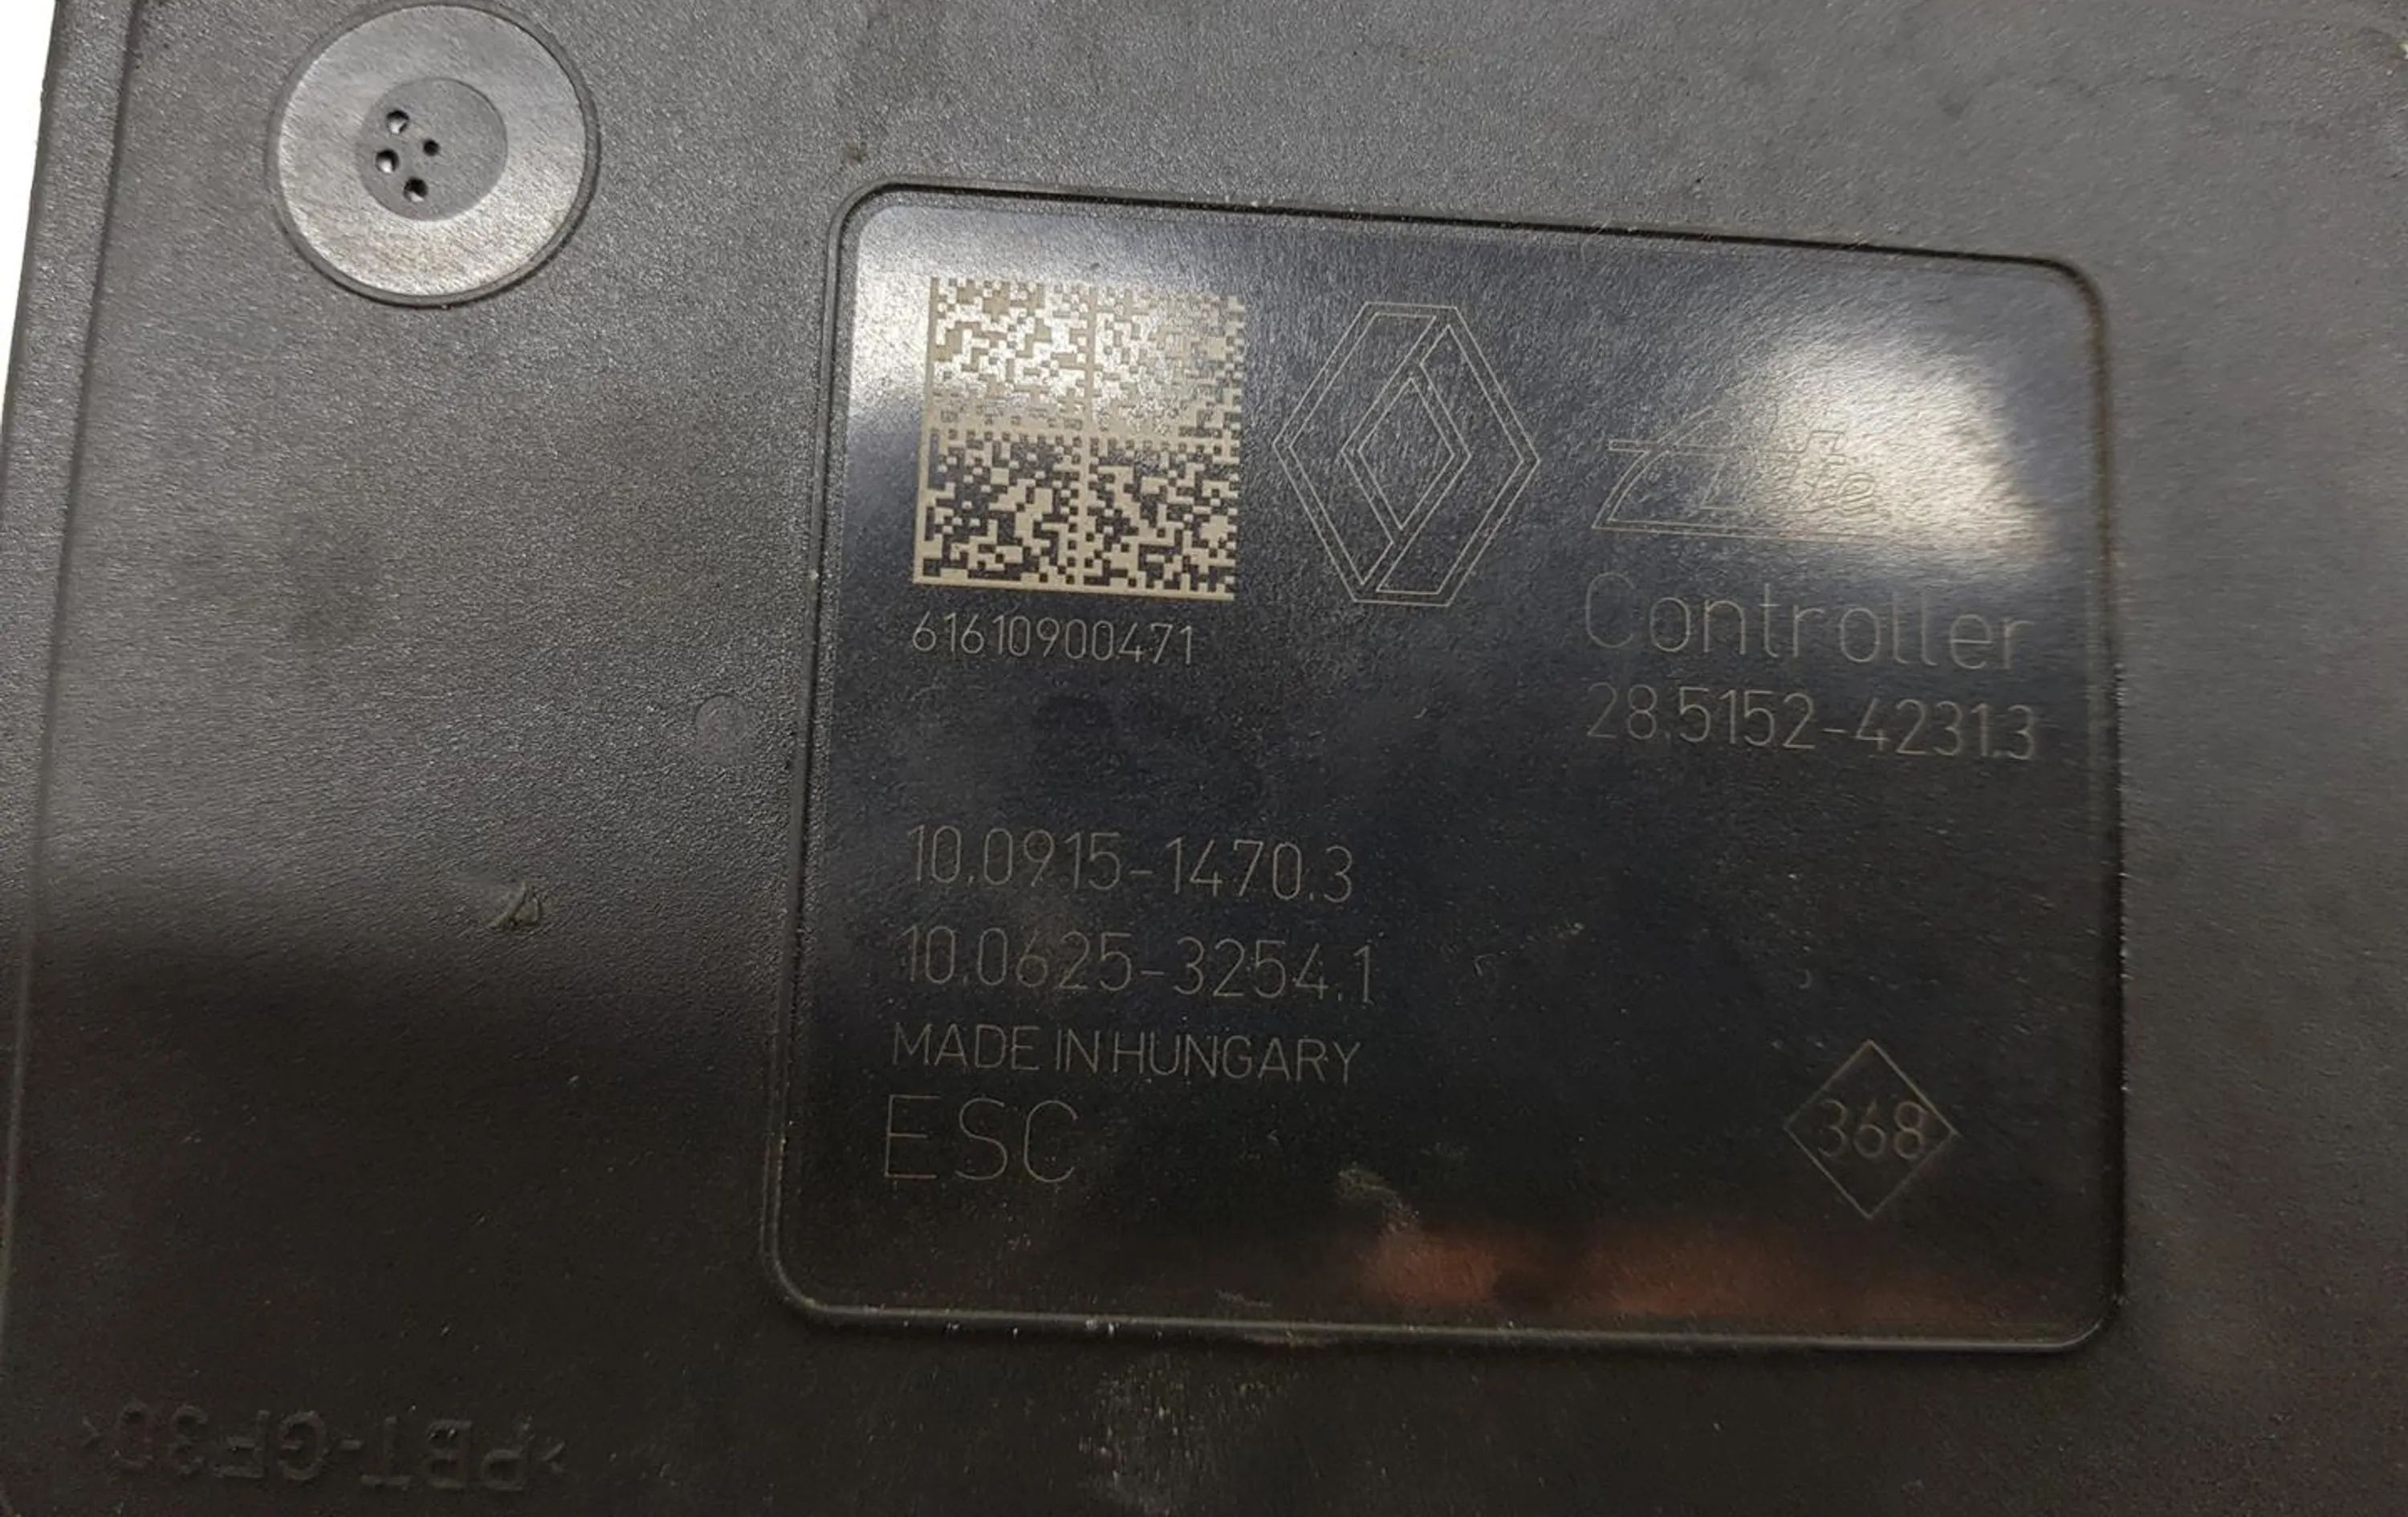 61610900471
Ate
Controller
28.5152-4231.3
10.0915-1470.3
10.0625-3254.1
MADE IN HUNGARY
ESC
368
>PBT-GF30<